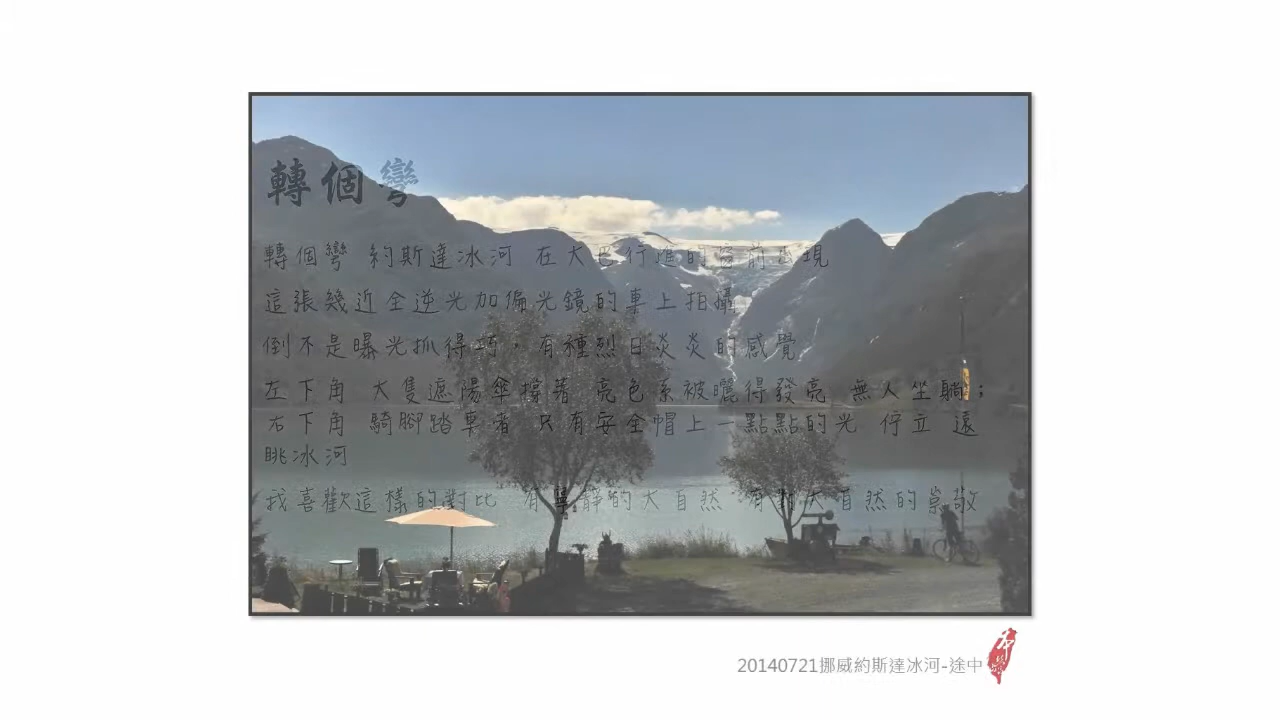 轉個彎
轉個彎 約斯達冰河 在大巴行進的窗前出現
這張幾近全逆光加偏光鏡的車上拍攝
倒不是曝光抓得巧，有種烈日炎炎的感覺
左下角 大隻遮陽傘撐著 亮色系被曬得發亮 無人坐躺；
右下角 騎腳踏車者 只有安全帽上一點點的光 停立 遠
眺冰河
我喜歡這樣的對比 有寧靜的大自然 有對大自然的崇敬
20140721挪威約斯達冰河-途中